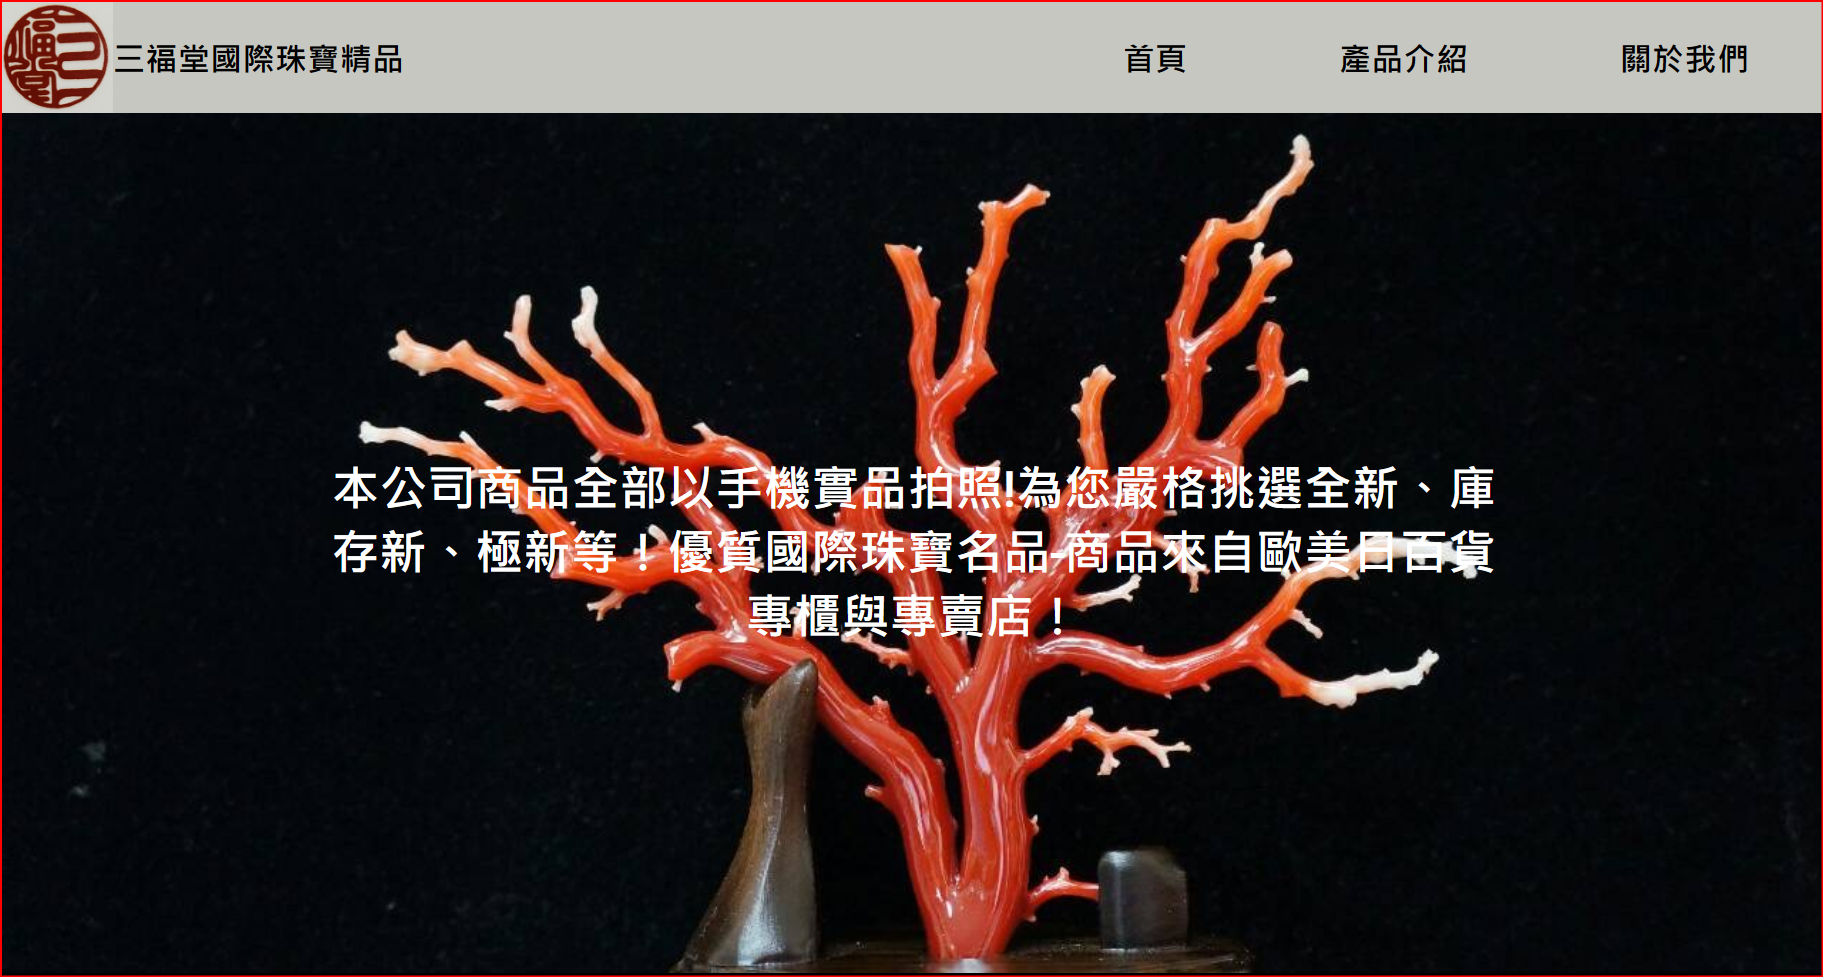 福 三
堂
三福堂國際珠寶精品
首頁
產品介紹
關於我們
本公司商品全部以手機實品拍照!為您嚴格挑選全新、庫
存新、極新等！優質國際珠寶名品-商品來自歐美日百貨
專櫃與專賣店！